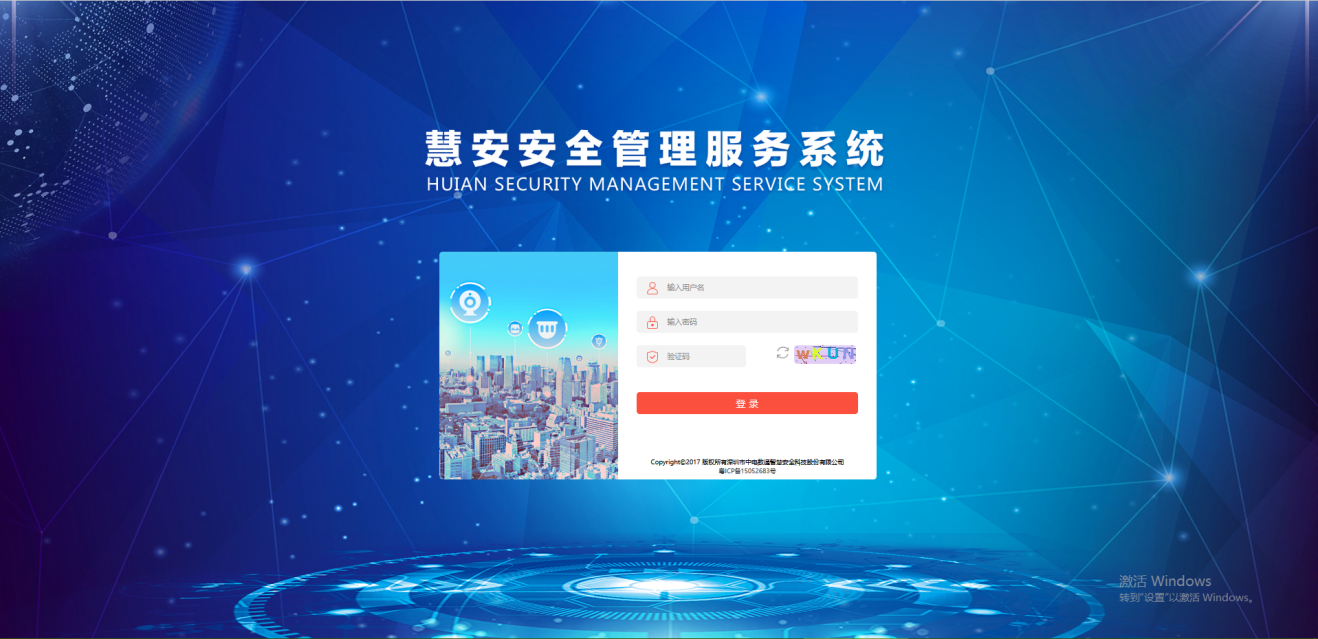 慧安安全管理服务系统
HUIAN SECURITY MANAGEMENT SERVICE SYSTEM
输入用户名
输入密码
验证码
wKUN
登 录
Copyright©2017 版权所有深圳市中电数通智慧安全科技股份有限公司
粤ICP备15052683号
激活 Windows
转到"设置"以激活 Windows。